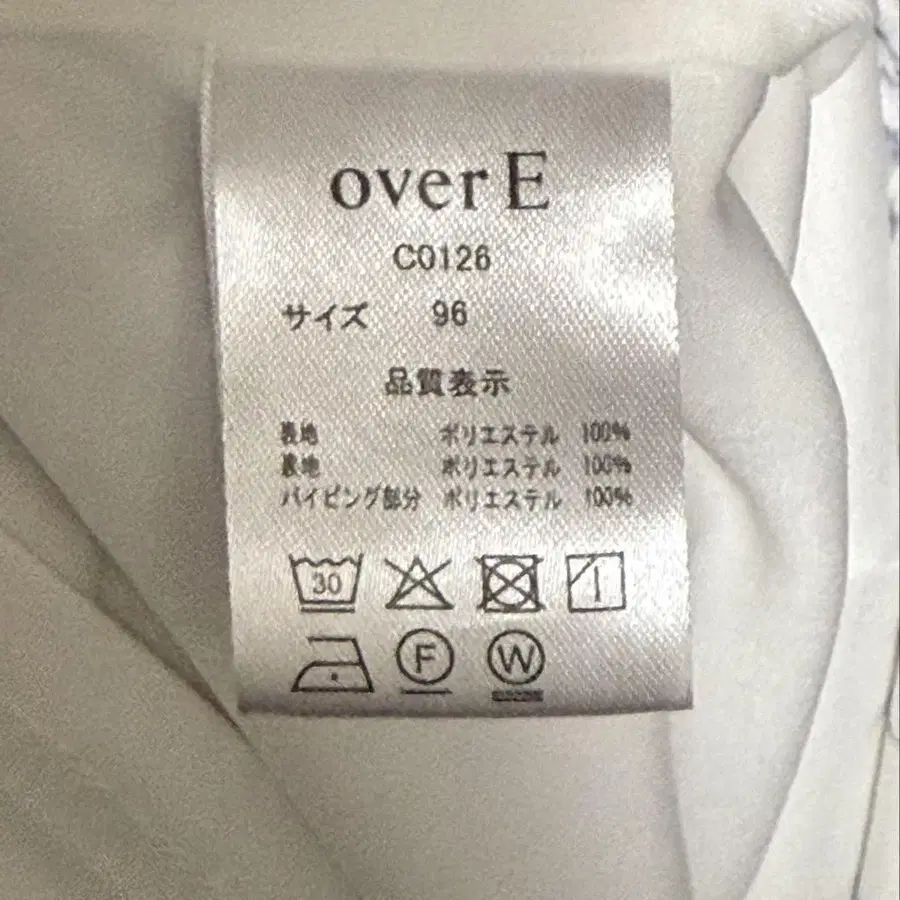 over E
C0126
サイズ 96
品質表示
表地 ポリエステル 100%
裏地 ポリエステル 100%
パイピング部分 ポリエステル 100%
30
F
W